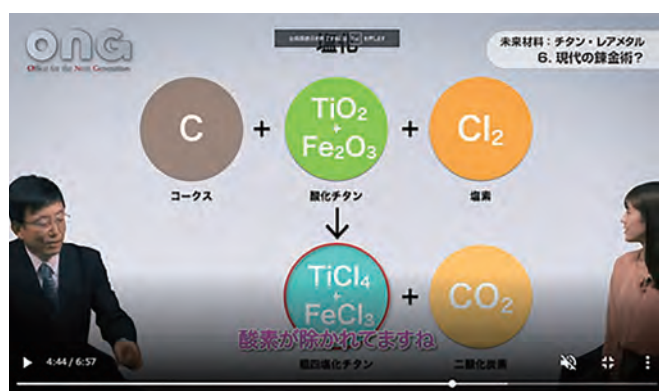 ONG
Office for the Next Generation
塩化
未来材料:チタン・レアメタル
6. 現代の錬金術?
C
+
TiO2
+
Fe2O3
+
Cl2
コークス
酸化チタン
塩素
↓
TiCl4
+
FeCl3
+
CO2
酸素が除かれてますね
粗四塩化チタン
二酸化炭素
4:44 / 6:57